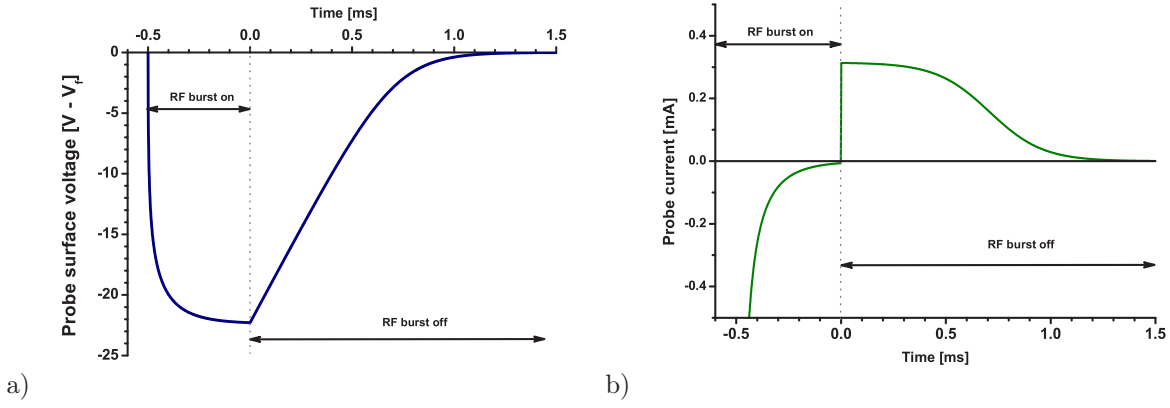 Time [ms]
-0.5 0.0 0.5 1.0 1.5
0
-5
-10
-15
-20
-25
Probe surface voltage [V - Vf]
RF burst on
RF burst off
a)
0.4
0.2
0.0
-0.2
-0.4
Probe current [mA]
RF burst on
RF burst off
-0.5 0.0 0.5 1.0 1.5
Time [ms]
b)